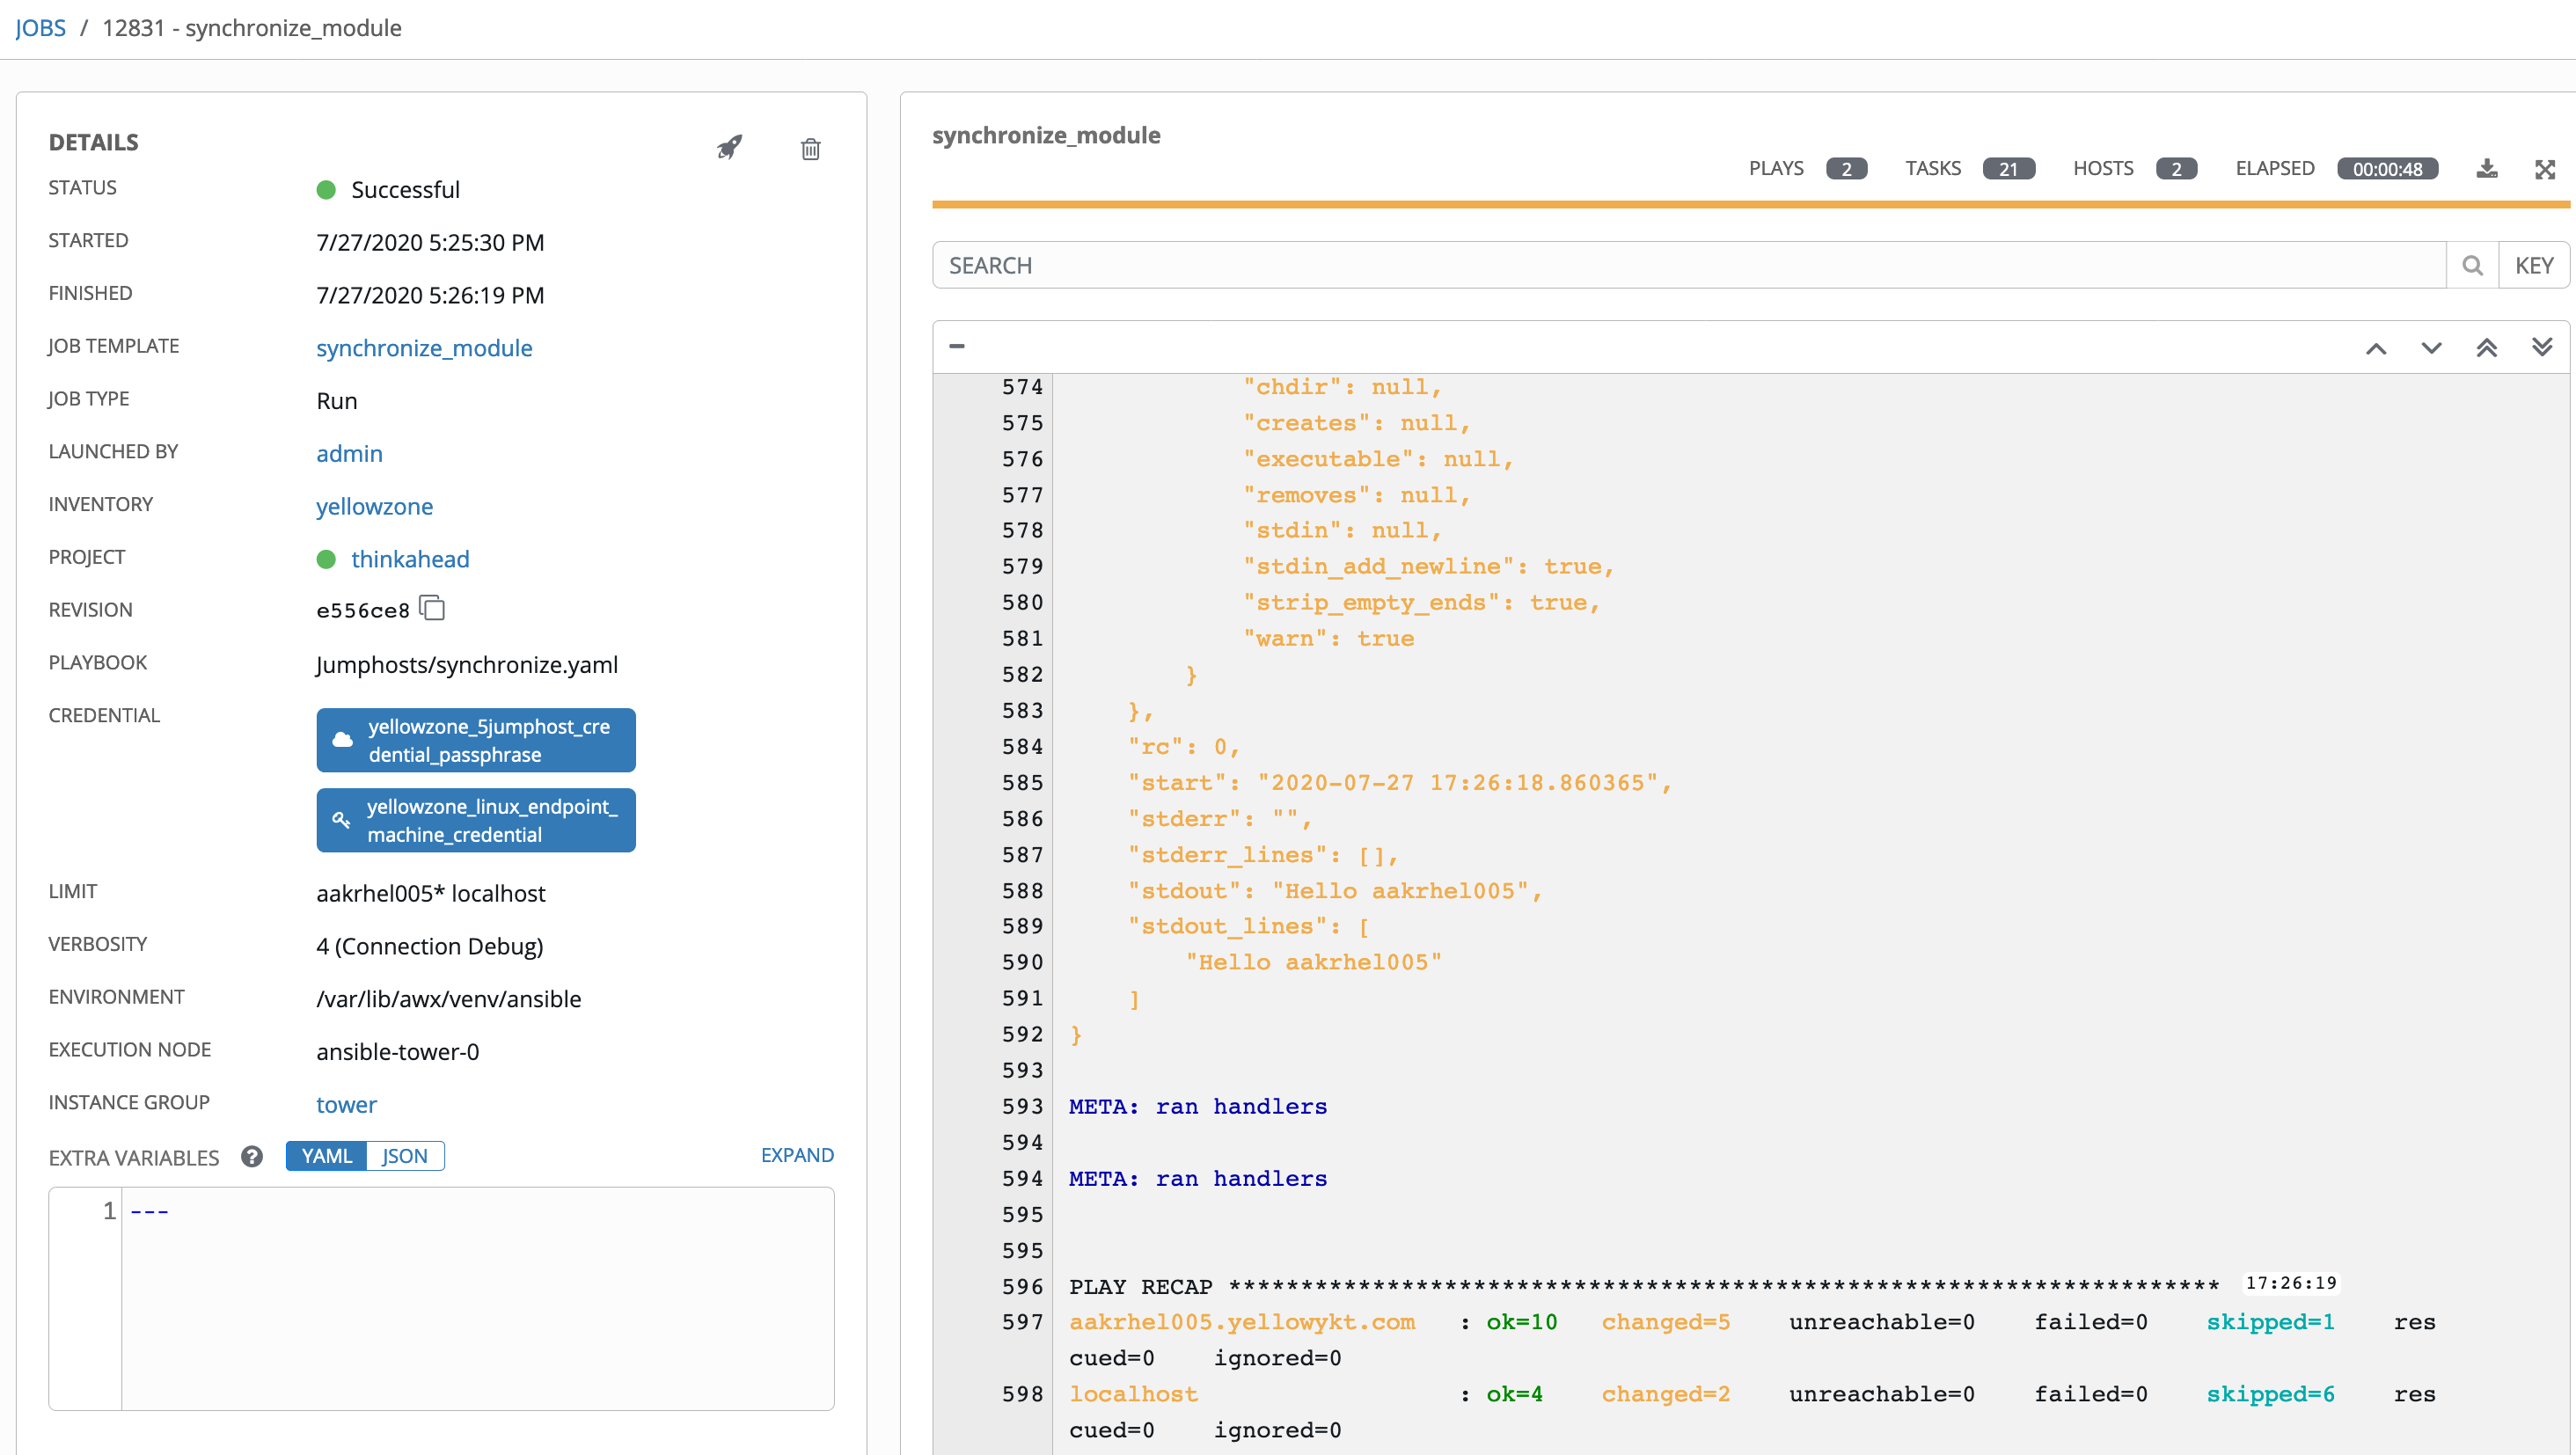 JOBS / 12831 - synchronize_module
DETAILS
STATUS Successful
STARTED 7/27/2020 5:25:30 PM
FINISHED 7/27/2020 5:26:19 PM
JOB TEMPLATE synchronize_module
JOB TYPE Run
LAUNCHED BY admin
INVENTORY yellowzone
PROJECT thinkahead
REVISION e556ce8
PLAYBOOK Jumphosts/synchronize.yaml
CREDENTIAL yellowzone_5jumphost_cre
dential_passphrase
yellowzone_linux_endpoint_
machine_credential
LIMIT aakrhel005* localhost
VERBOSITY 4 (Connection Debug)
ENVIRONMENT /var/lib/awx/venv/ansible
EXECUTION NODE ansible-tower-0
INSTANCE GROUP tower
EXTRA VARIABLES ? YAML JSON EXPAND
1 ---
synchronize_module
PLAYS 2 TASKS 21 HOSTS 2 ELAPSED 00:00:48
SEARCH KEY
574 "chdir": null,
575 "creates": null,
576 "executable": null,
577 "removes": null,
578 "stdin": null,
579 "stdin_add_newline": true,
580 "strip_empty_ends": true,
581 "warn": true
582 }
583 },
584 "rc": 0,
585 "start": "2020-07-27 17:26:18.860365",
586 "stderr": "",
587 "stderr_lines": [],
588 "stdout": "Hello aakrhel005",
589 "stdout_lines": [
590 "Hello aakrhel005"
591 ]
592 }
593
593 META: ran handlers
594
594 META: ran handlers
595
595
596 PLAY RECAP ********************************************************************* 17:26:19
597 aakrhel005.yellowykt.com : ok=10 changed=5 unreachable=0 failed=0 skipped=1 res
cued=0 ignored=0
598 localhost : ok=4 changed=2 unreachable=0 failed=0 skipped=6 res
cued=0 ignored=0